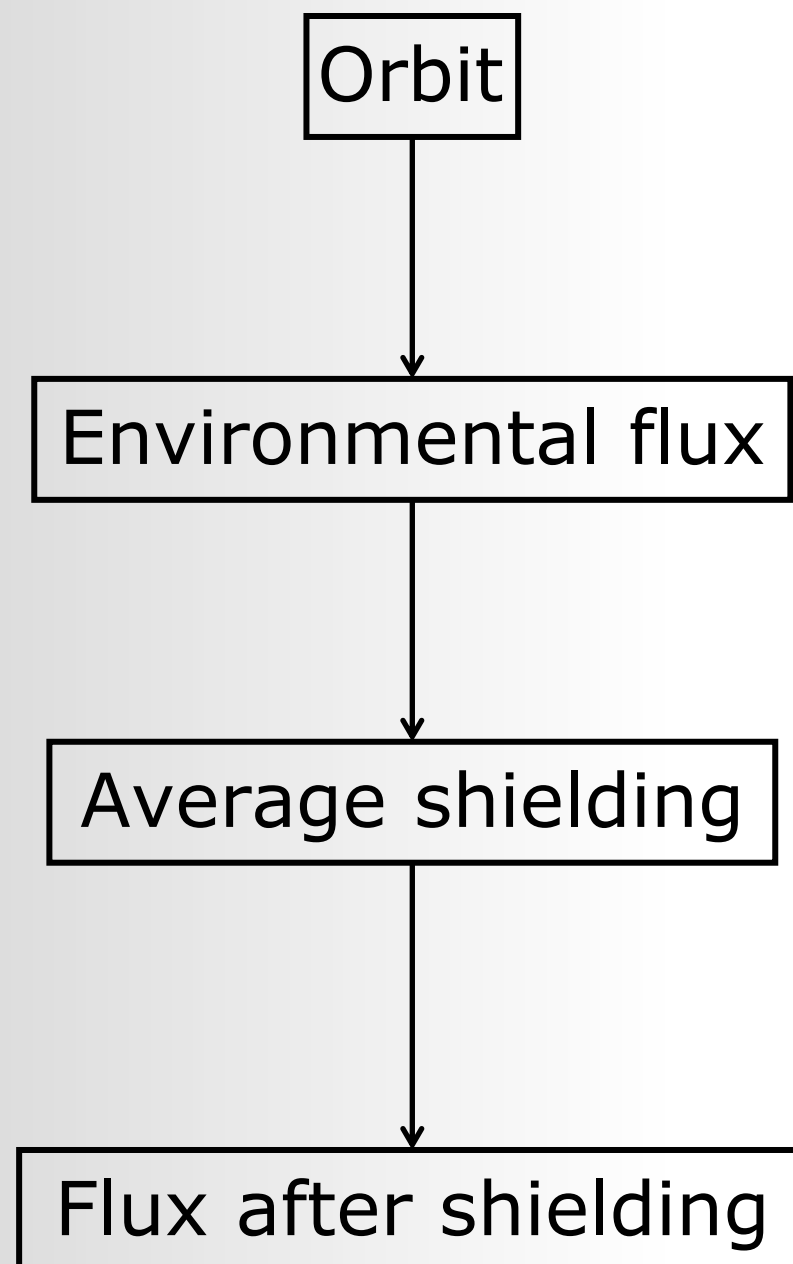 Orbit
Environmental flux
Average shielding
Flux after shielding